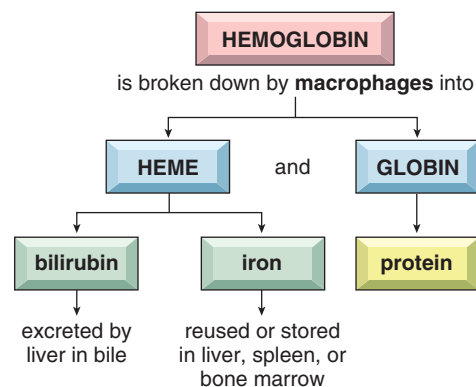 HEMOGLOBIN
is broken down by macrophages into
HEME and GLOBIN
bilirubin iron protein
excreted by reused or stored
liver in bile in liver, spleen, or
bone marrow